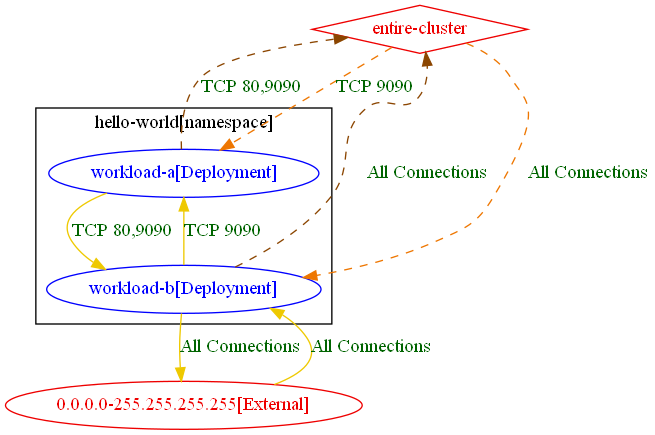 entire-cluster
TCP 80,9090
TCP 9090
hello-world[namespace]
workload-a[Deployment]
All Connections
All Connections
TCP 80,9090
TCP 9090
workload-b[Deployment]
All Connections
All Connections
0.0.0.0-255.255.255.255[External]